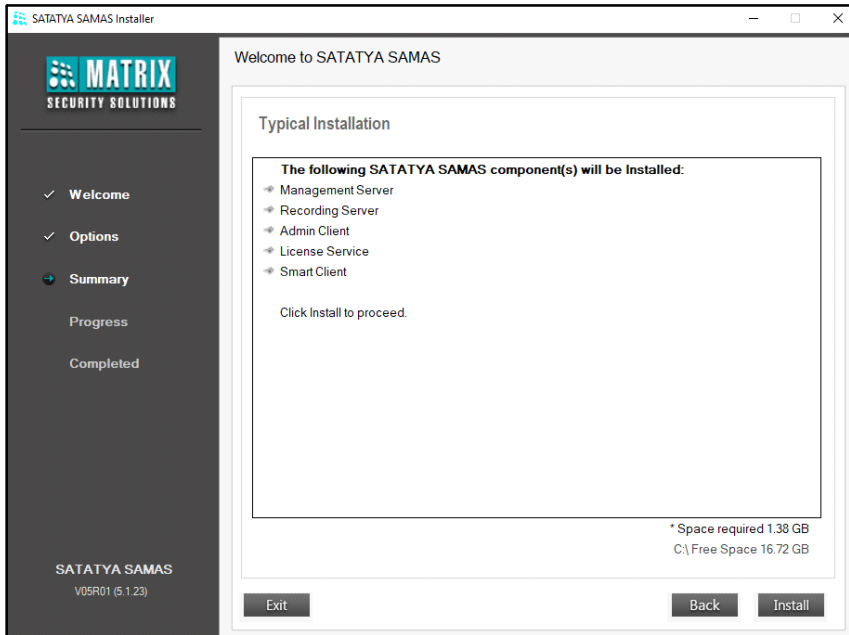 SATATYA SAMAS Installer
MATRIX
SECURITY SOLUTIONS
Welcome
Options
Summary
Progress
Completed
SATATYA SAMAS
V05R01 (5.1.23)
Welcome to SATATYA SAMAS
Typical Installation
The following SATATYA SAMAS component(s) will be Installed:
Management Server
Recording Server
Admin Client
License Service
Smart Client
Click Install to proceed.
* Space required 1.38 GB
C:\ Free Space 16.72 GB
Exit
Back
Install